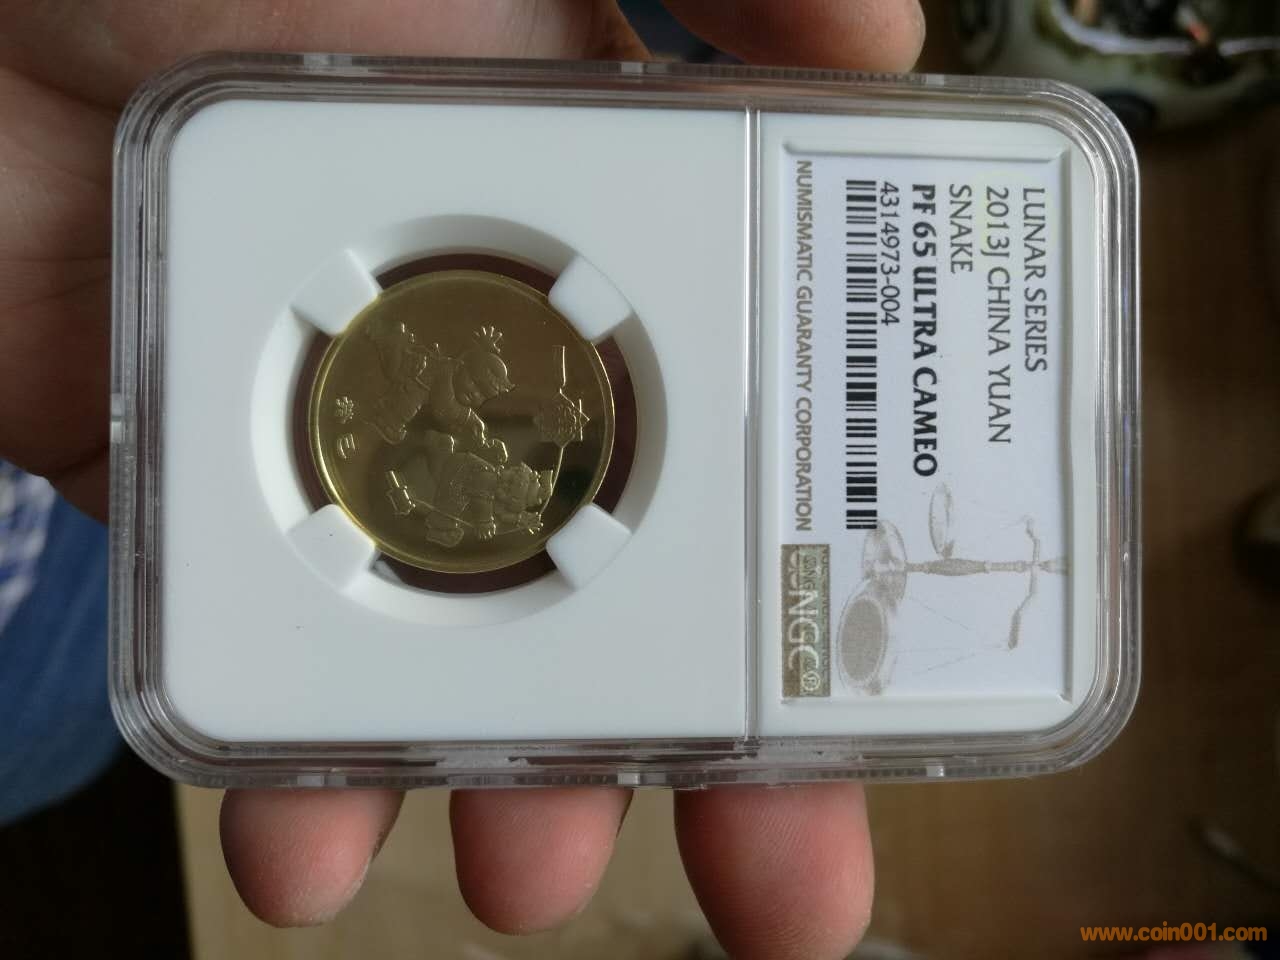 LUNAR SERIES
2013J CHINA YUAN
SNAKE
PF 65 ULTRA CAMEO
4314973-004
NUMISMATIC GUARANTY CORPORATION
NGC®
癸巳
www.coin001.com